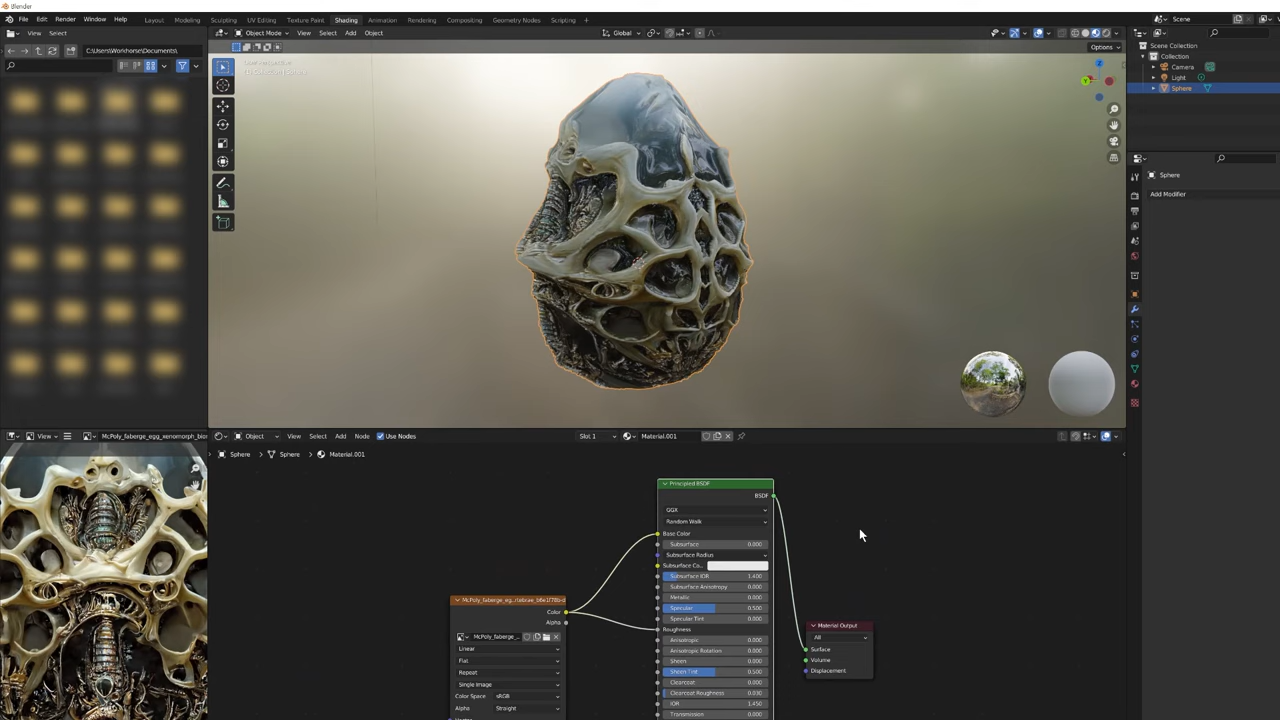 Blender
File Edit Render Window Help Layout Modeling Sculpting UV Editing Texture Paint Shading Animation Rendering Compositing Geometry Nodes Scripting + Scene
View Select
Object Mode View Select Add Object Global
C:\Users\Workhorse\Documents\
Options
Scene Collection
Collection
Camera
Light
Sphere
Sphere
Add Modifier
View McPoly_faberge_egg_xenomorph_bior
Object View Select Add Node Use Nodes Slot 1 Material.001
Sphere > Sphere > Material.001
Principled BSDF
BSDF
GGX
Random Walk
Base Color
Subsurface 0.000
Subsurface Radius
Subsurface Co...
Subsurface IOR 1.400
Subsurface Anisotropy 0.000
Metallic 0.000
Specular 0.500
Specular Tint 0.000
Roughness
Anisotropic 0.000
Anisotropic Rotation 0.000
Sheen 0.000
Sheen Tint 0.500
Clearcoat 0.000
Clearcoat Roughness 0.030
IOR 1.450
Transmission 0.000
Color
Alpha
McPoly_faberge_...
Linear
Flat
Repeat
Single Image
Color Space sRGB
Alpha Straight
Vector
Material Output
All
Surface
Volume
Displacement